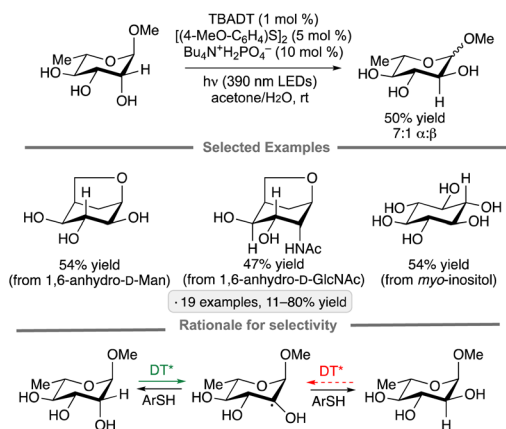 TBADT (1 mol %)
[(4-MeO-C₆H₄)S]₂ (5 mol %)
Bu₄N⁺H₂PO₄⁻ (10 mol %)
hν (390 nm LEDs)
acetone/H₂O, rt
OMe
Me
O
HO
HO
OH
H
OMe
Me
O
HO
HO
OH
H
50% yield
7:1 α:β
Selected Examples
O
H
O
HO
HO
OH
54% yield
(from 1,6-anhydro-D-Man)
O
HO
H
O
H
HO
HNAc
47% yield
(from 1,6-anhydro-D-GlcNAc)
H
HO
OH
HO
HO
OH
OH
54% yield
(from myo-inositol)
· 19 examples, 11–80% yield
Rationale for selectivity
OMe
Me
O
HO
HO
OH
H
DT*
ArSH
OMe
Me
O
HO
HO
OH
DT*
ArSH
OMe
Me
O
HO
HO
OH
H